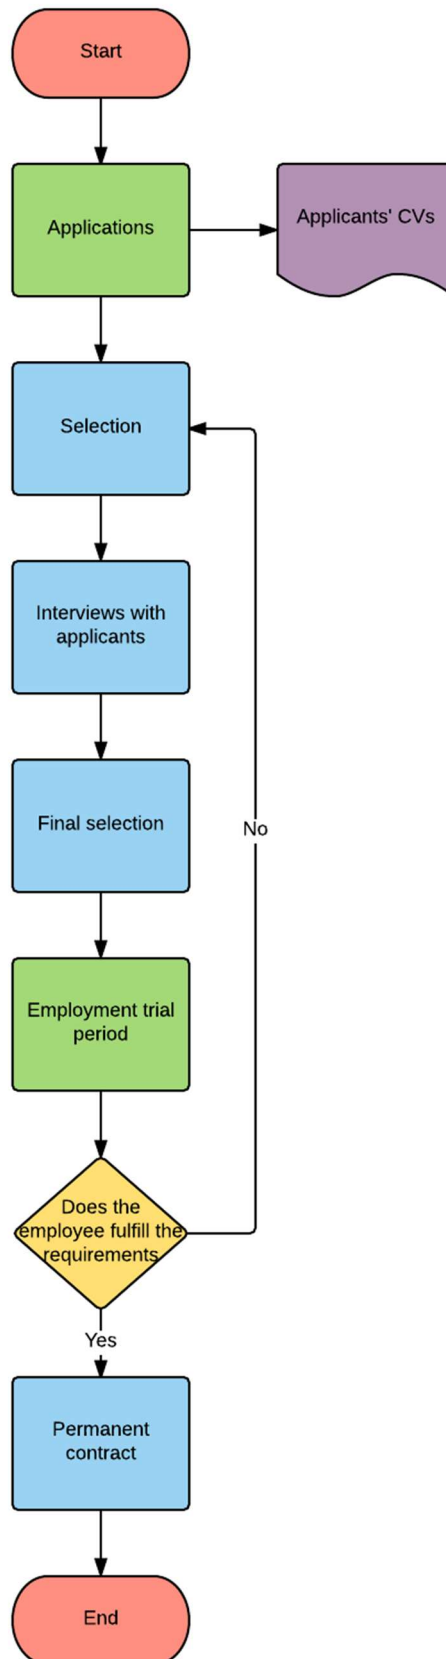 Start
Applications
Applicants' CVs
Selection
Interviews with
applicants
Final selection
No
Employment trial
period
Does the
employee fulfill the
requirements
Yes
Permanent
contract
End